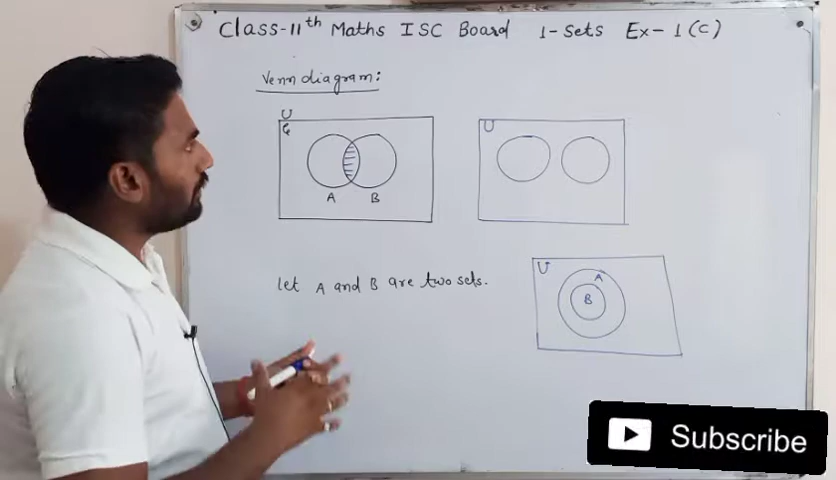 Class-11th Maths ISC Board 1-Sets Ex-1(C)
Venn diagram:
U
A B
U
let A and B are two sets.
U
A
B
Subscribe